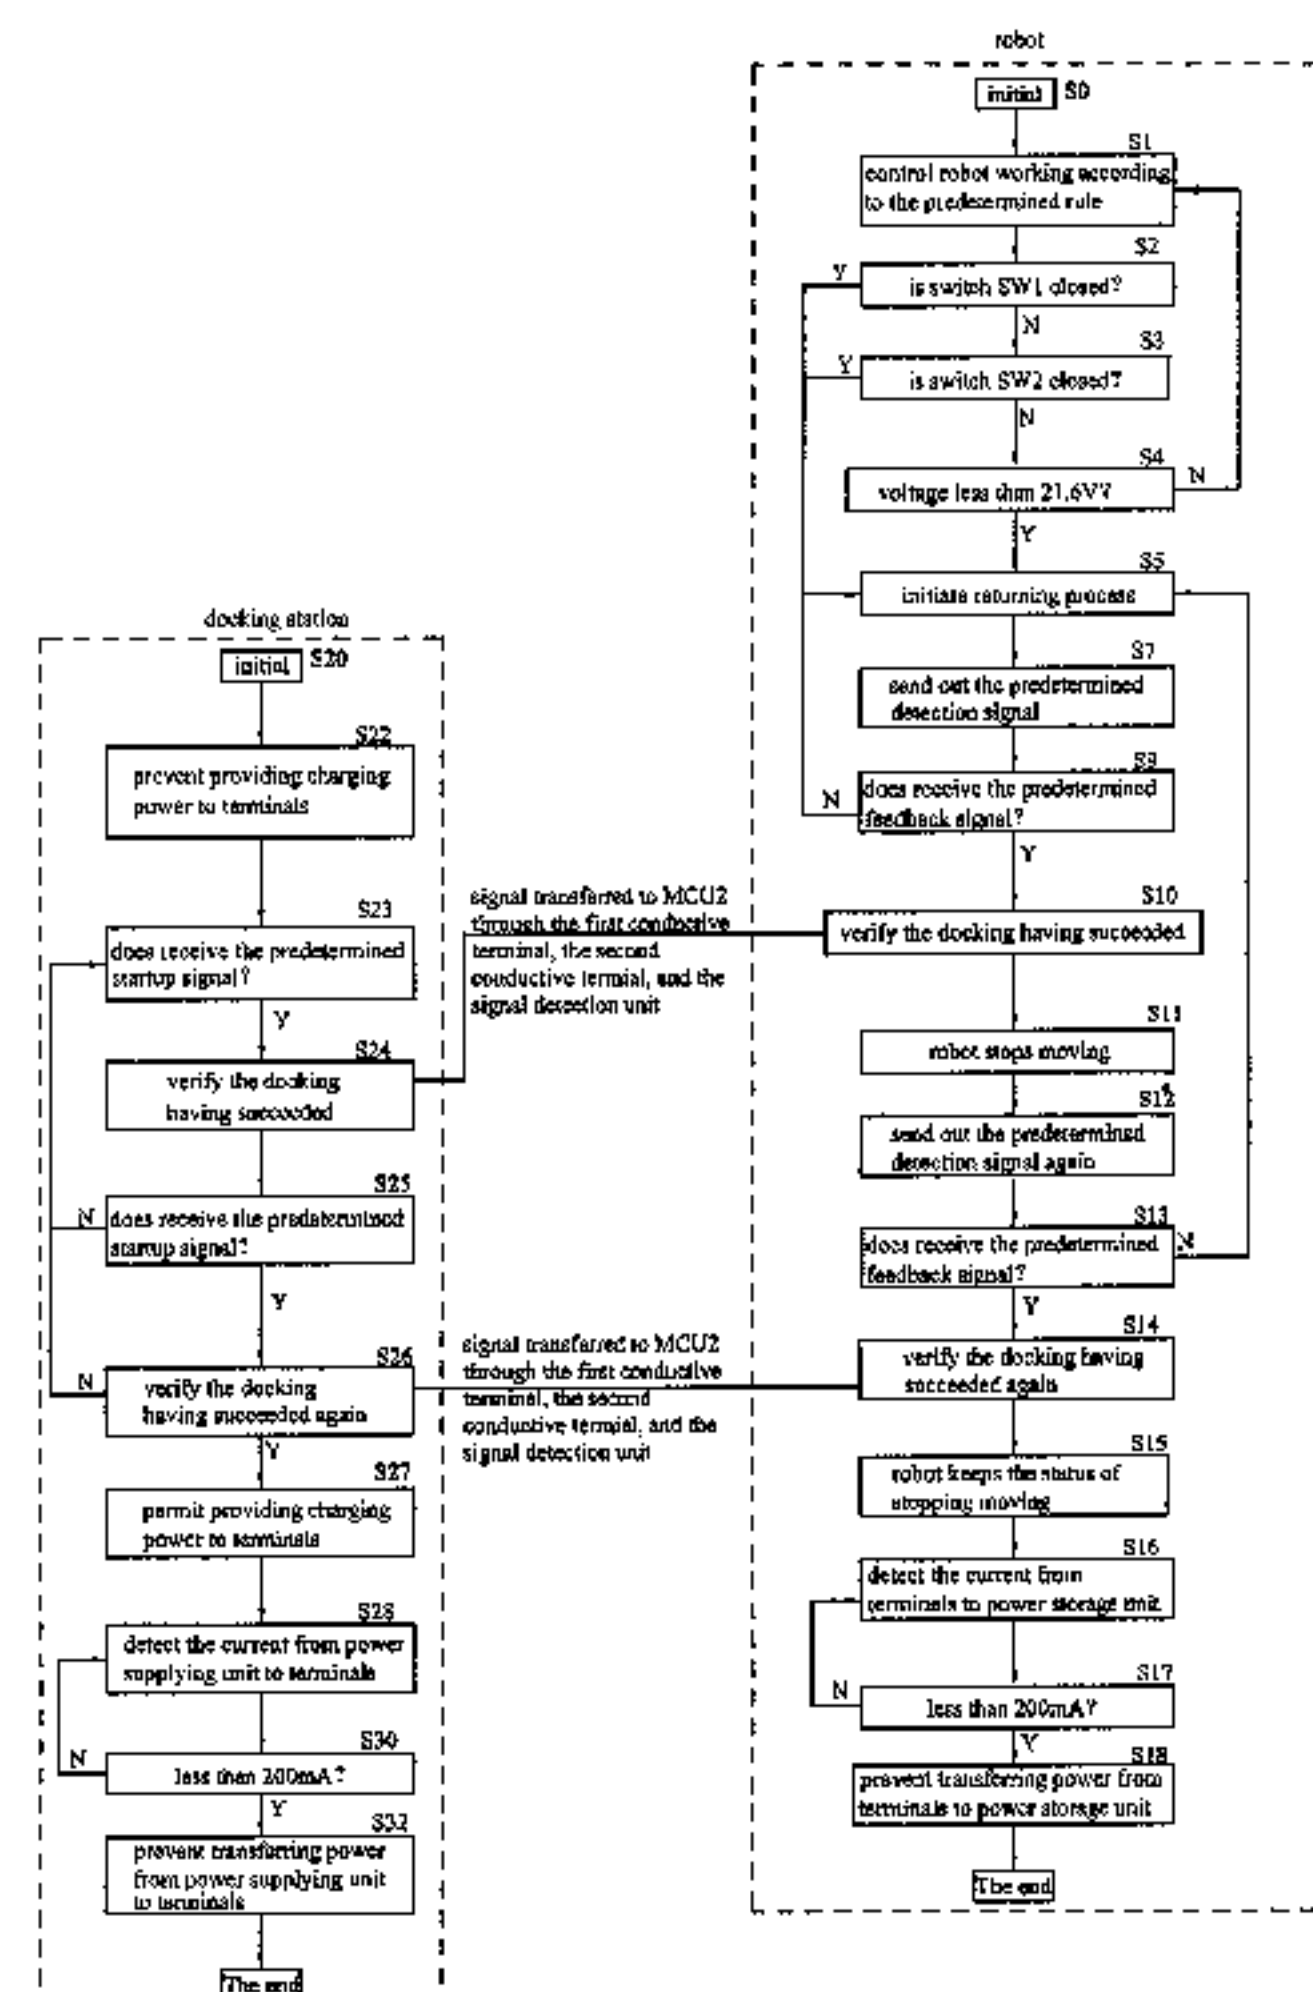 robot
initial S0
S1
control robot working according
to the predetermined rule
S2
Y
is switch SW1 closed?
N
S3
Y
is switch SW2 closed?
N
S4
voltage less than 21.6V?
N
Y
S5
initiate returning process
S7
send out the predetermined
detection signal
S9
does receive the predetermined
feedback signal?
N
Y
S10
verify the docking having succeeded
S11
robot stops moving
S12
send out the predetermined
detection signal again
S13
does receive the predetermined
feedback signal?
N
Y
S14
verify the docking having
succeeded again
S15
robot keeps the status of
stopping moving
S16
detect the current from
terminals to power storage unit
S17
N
less than 200mA?
Y
S18
prevent transferring power from
terminals to power storage unit
The end
docking station
initial S20
S22
prevent providing charging
power to terminals
S23
does receive the predetermined
startup signal?
Y
S24
verify the docking
having succeeded
S25
N
does receive the predetermined
startup signal?
Y
S26
N
verify the docking
having succeeded again
Y
S27
permit providing charging
power to terminals
S28
detect the current from power
supplying unit to terminals
S30
N
less than 200mA?
Y
S32
prevent transferring power
from power supplying unit
to terminals
The end
signal transferred to MCU2
through the first conductive
terminal, the second
conductive termial, and the
signal detection unit
signal transferred to MCU2
through the first conductive
terminal, the second
conductive termial, and the
signal detection unit